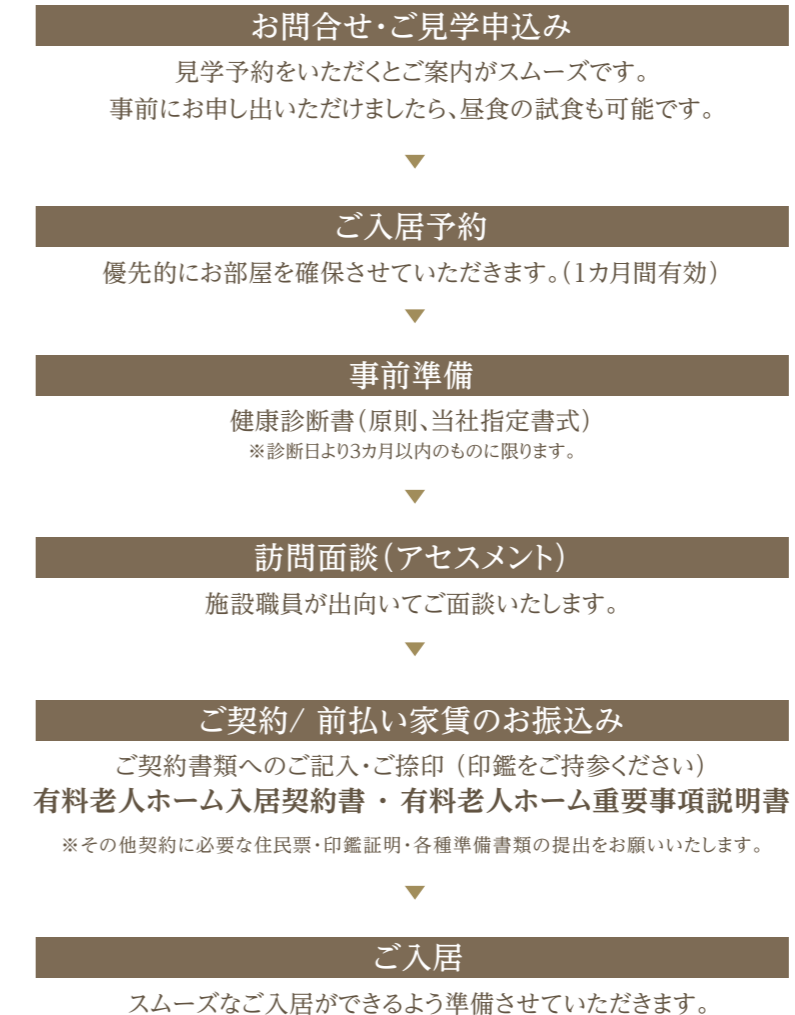 お問合せ・ご見学申込み
見学予約をいただくとご案内がスムーズです。
事前にお申し出いただけましたら、昼食の試食も可能です。
ご入居予約
優先的にお部屋を確保させていただきます。(1カ月間有効)
事前準備
健康診断書(原則、当社指定書式)
※診断日より3カ月以内のものに限ります。
訪問面談(アセスメント)
施設職員が出向いてご面談いたします。
ご契約/ 前払い家賃のお振込み
ご契約書類へのご記入・ご捺印 (印鑑をご持参ください)
有料老人ホーム入居契約書 ・ 有料老人ホーム重要事項説明書
※その他契約に必要な住民票・印鑑証明・各種準備書類の提出をお願いいたします。
ご入居
スムーズなご入居ができるよう準備させていただきます。